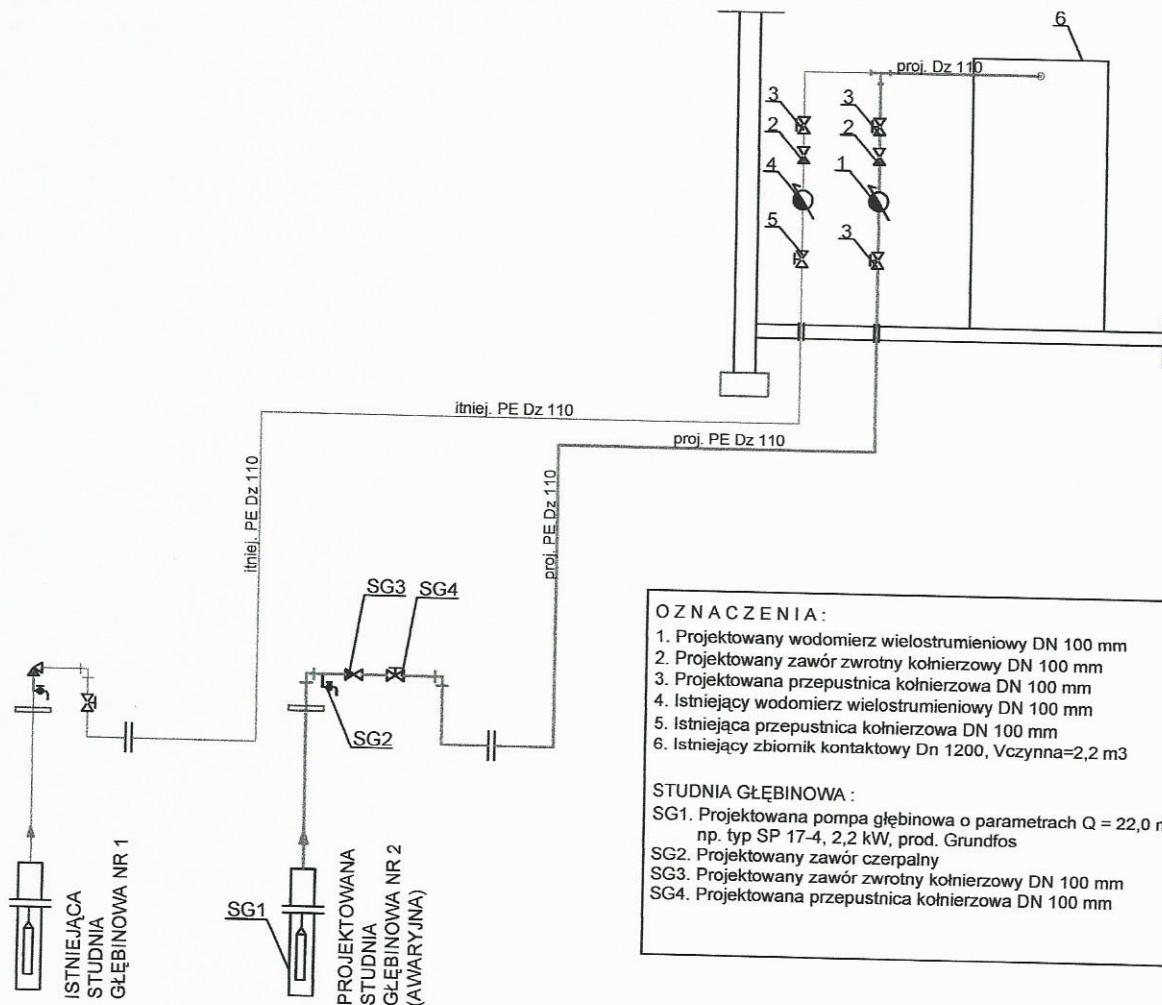 6
proj. Dz 110
3
3
2
2
4
1
5
3
itniej. PE Dz 110
proj. PE Dz 110
itniej. PE Dz 110
proj. PE Dz 110
SG3
SG4
SG2
SG1
ISTNIEJĄCA
STUDNIA
GŁĘBINOWA NR 1
PROJEKTOWANA
STUDNIA
GŁĘBINOWA NR 2
(AWARYJNA)
OZNACZENIA:
1. Projektowany wodomierz wielostrumieniowy DN 100 mm
2. Projektowany zawór zwrotny kołnierzowy DN 100 mm
3. Projektowana przepustnica kołnierzowa DN 100 mm
4. Istniejący wodomierz wielostrumieniowy DN 100 mm
5. Istniejąca przepustnica kołnierzowa DN 100 mm
6. Istniejący zbiornik kontaktowy Dn 1200, Vczynna=2,2 m3
STUDNIA GŁĘBINOWA :
SG1. Projektowana pompa głębinowa o parametrach Q = 22,0
np. typ SP 17-4, 2,2 kW, prod. Grundfos
SG2. Projektowany zawór czerpalny
SG3. Projektowany zawór zwrotny kołnierzowy DN 100 mm
SG4. Projektowana przepustnica kołnierzowa DN 100 mm